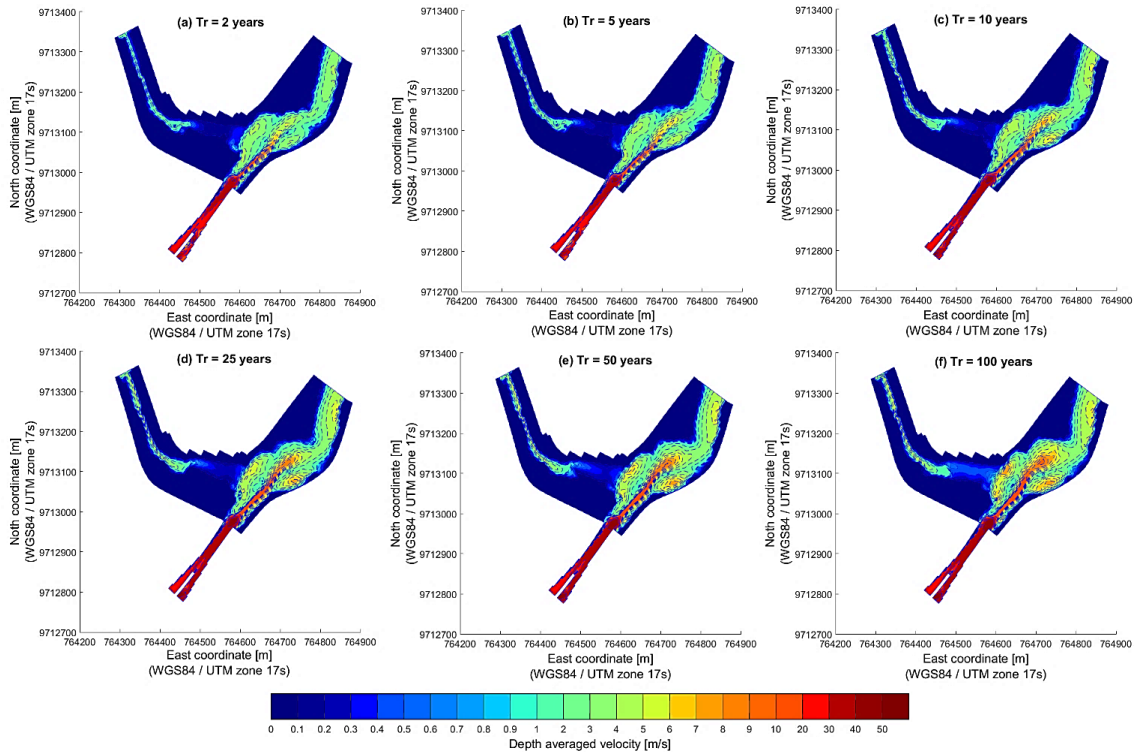 (a) Tr = 2 years
North coordinate [m]
(WGS84 / UTM zone 17s)
9713400
9713300
9713200
9713100
9713000
9712900
9712800
9712700
764200 764300 764400 764500 764600 764700 764800 764900
East coordinate [m]
(WGS84 / UTM zone 17s)
(b) Tr = 5 years
Noth coordinate [m]
(WGS84 / UTM zone 17s)
9713400
9713300
9713200
9713100
9713000
9712900
9712800
9712700
764200 764300 764400 764500 764600 764700 764800 764900
East coordinate [m]
(WGS84 / UTM zone 17s)
(c) Tr = 10 years
Noth coordinate [m]
(WGS84 / UTM zone 17s)
9713400
9713300
9713200
9713100
9713000
9712900
9712800
9712700
764200 764300 764400 764500 764600 764700 764800 764900
East coordinate [m]
(WGS84 / UTM zone 17s)
(d) Tr = 25 years
Noth coordinate [m]
(WGS84 / UTM zone 17s)
9713400
9713300
9713200
9713100
9713000
9712900
9712800
9712700
764200 764300 764400 764500 764600 764700 764800 764900
East coordinate [m]
(WGS84 / UTM zone 17s)
(e) Tr = 50 years
Noth coordinate [m]
(WGS84 / UTM zone 17s)
9713400
9713300
9713200
9713100
9713000
9712900
9712800
9712700
764200 764300 764400 764500 764600 764700 764800 764900
East coordinate [m]
(WGS84 / UTM zone 17s)
(f) Tr = 100 years
Noth coordinate [m]
(WGS84 / UTM zone 17s)
9713400
9713300
9713200
9713100
9713000
9712900
9712800
9712700
764200 764300 764400 764500 764600 764700 764800 764900
East coordinate [m]
(WGS84 / UTM zone 17s)
0 0.1 0.2 0.3 0.4 0.5 0.6 0.7 0.8 0.9 1 2 3 4 5 6 7 8 9 10 20 30 40 50
Depth averaged velocity [m/s]